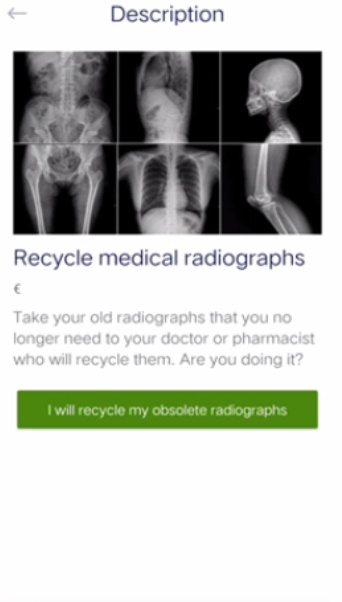 Description
Recycle medical radiographs
€
Take your old radiographs that you no
longer need to your doctor or pharmacist
who will recycle them. Are you doing it?
I will recycle my obsolete radiographs